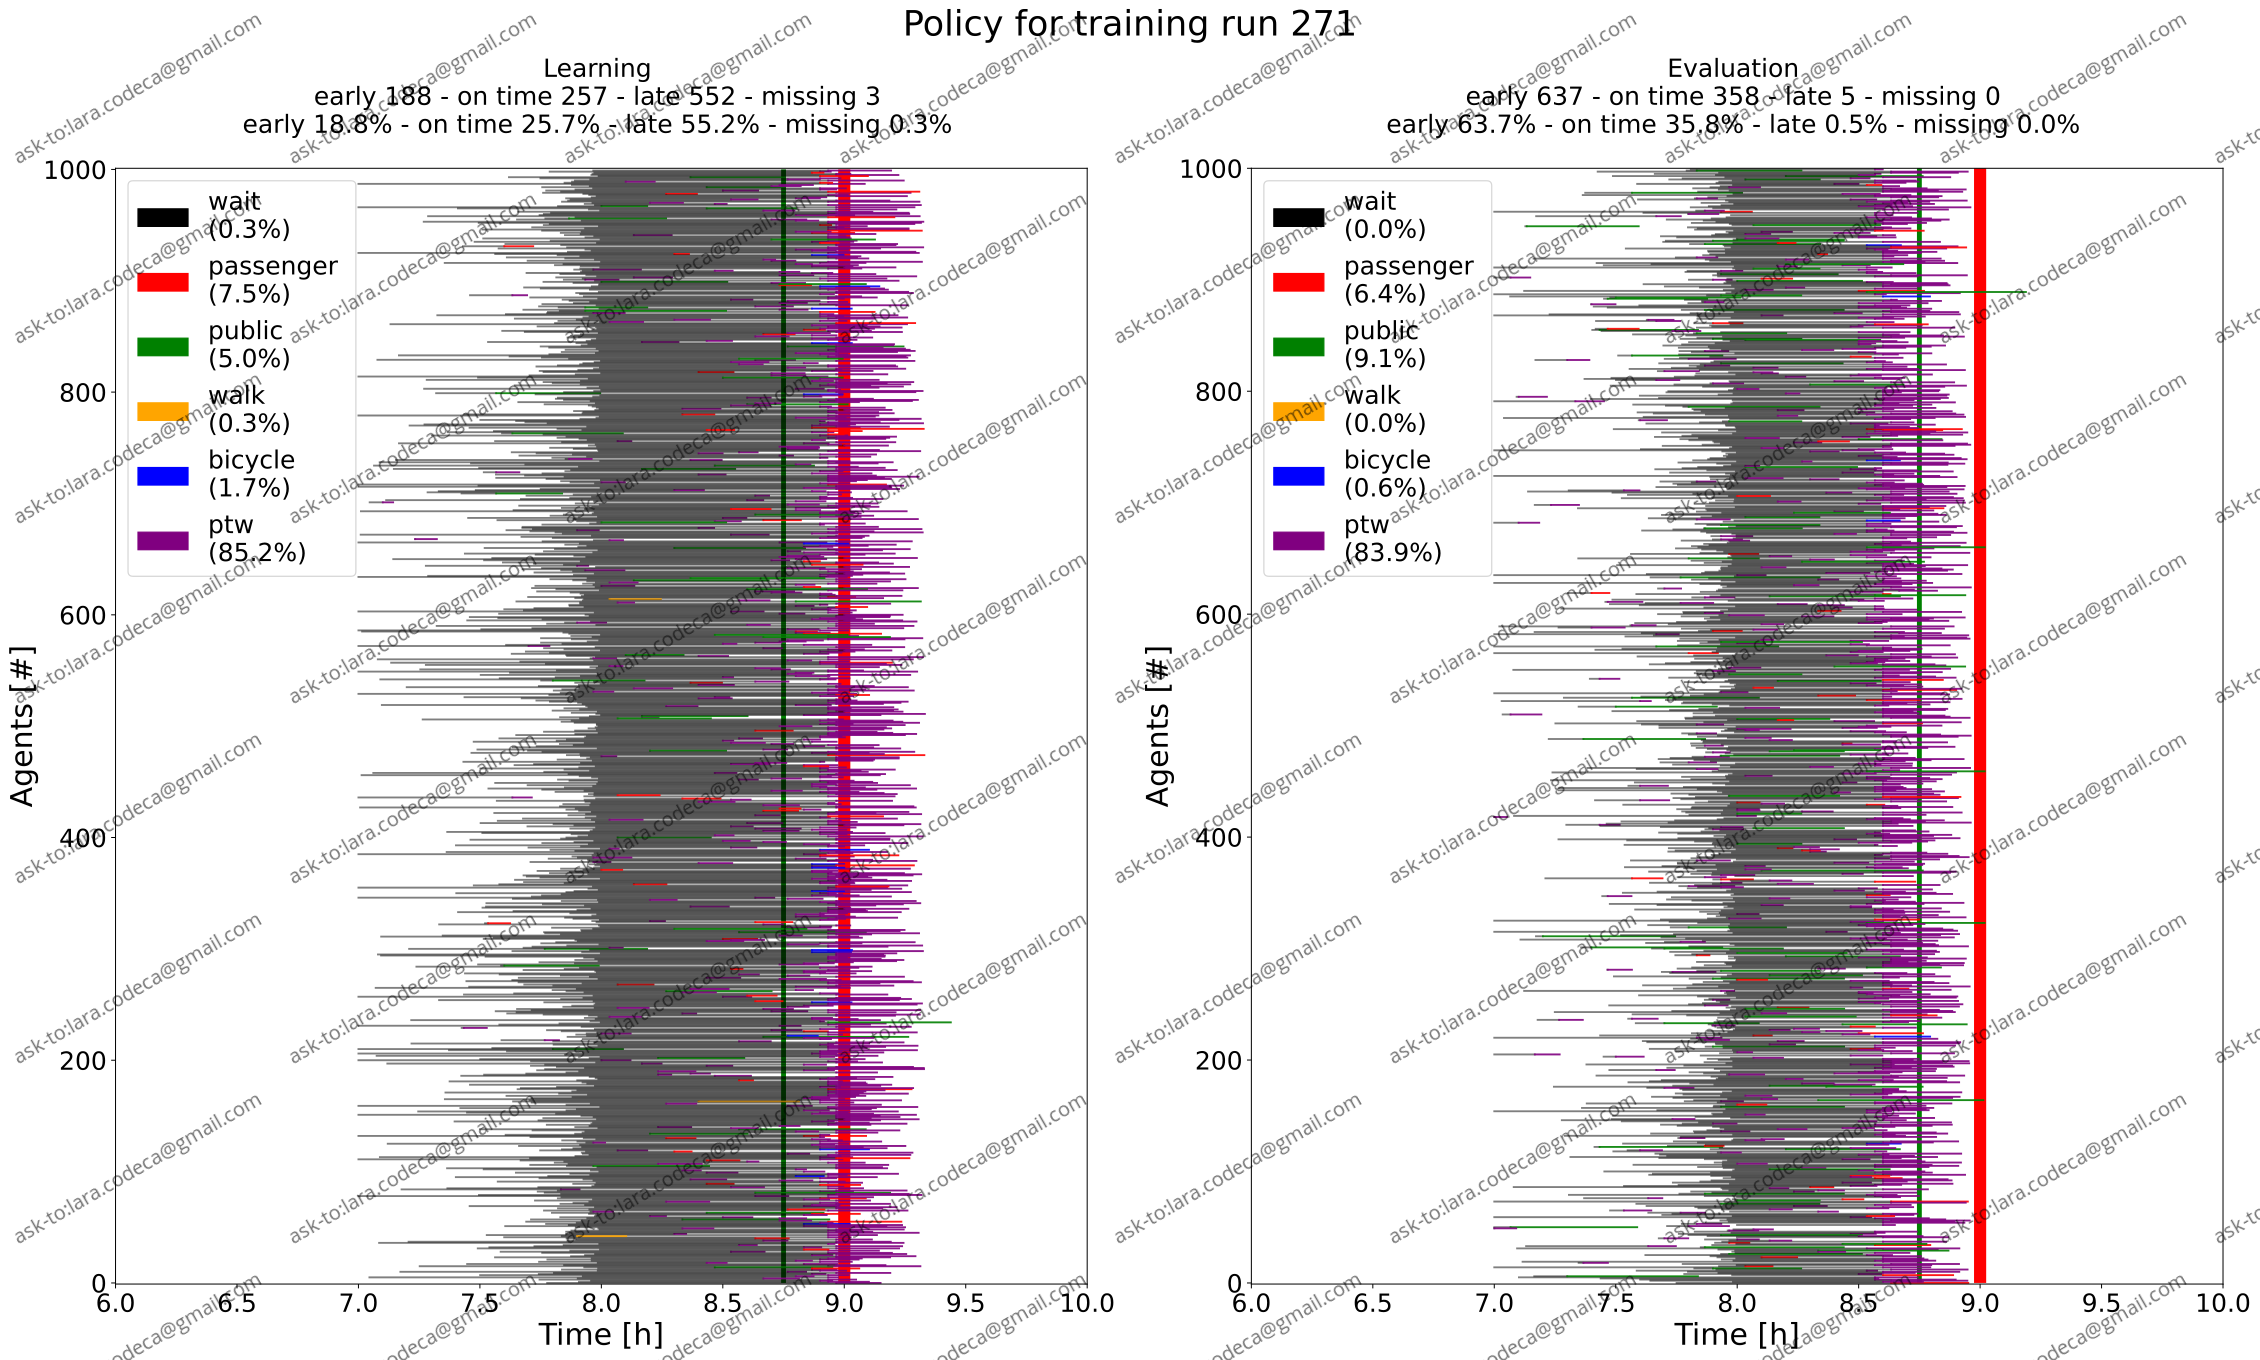 Policy for training run 271
Learning
early 188 - on time 257 - late 552 - missing 3
early 18.8% - on time 25.7% - late 55.2% - missing 0.3%
1000
800
600
400
200
0
Agents [#]
wait
(0.3%)
passenger
(7.5%)
public
(5.0%)
walk
(0.3%)
bicycle
(1.7%)
ptw
(85.2%)
6.0 6.5 7.0 7.5 8.0 8.5 9.0 9.5 10.0
Time [h]
Evaluation
early 637 - on time 358 - late 5 - missing 0
early 63.7% - on time 35.8% - late 0.5% - missing 0.0%
1000
800
600
400
200
0
Agents [#]
wait
(0.0%)
passenger
(6.4%)
public
(9.1%)
walk
(0.0%)
bicycle
(0.6%)
ptw
(83.9%)
6.0 6.5 7.0 7.5 8.0 8.5 9.0 9.5 10.0
Time [h]
ask-to:lara.codeca@gmail.com